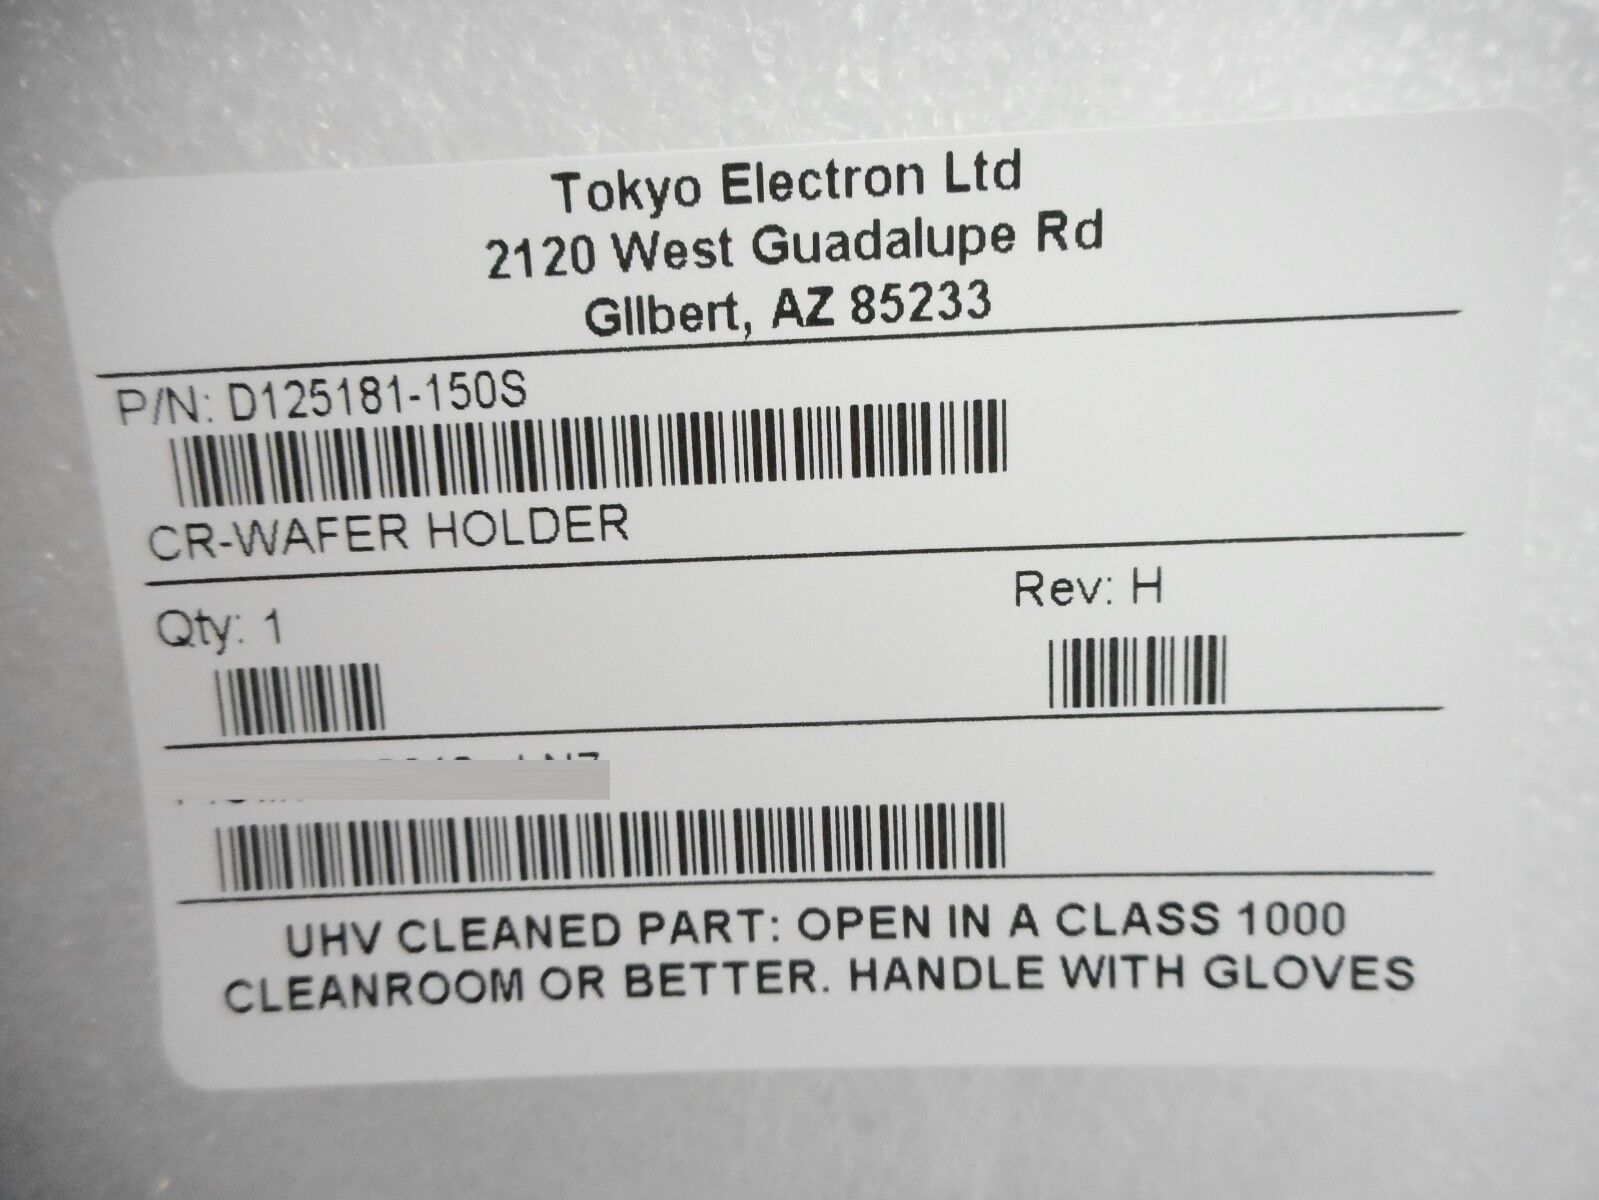 Tokyo Electron Ltd
2120 West Guadalupe Rd
GIlbert, AZ 85233
P/N: D125181-150S
CR-WAFER HOLDER
Qty: 1
Rev: H
UHV CLEANED PART: OPEN IN A CLASS 1000
CLEANROOM OR BETTER. HANDLE WITH GLOVES